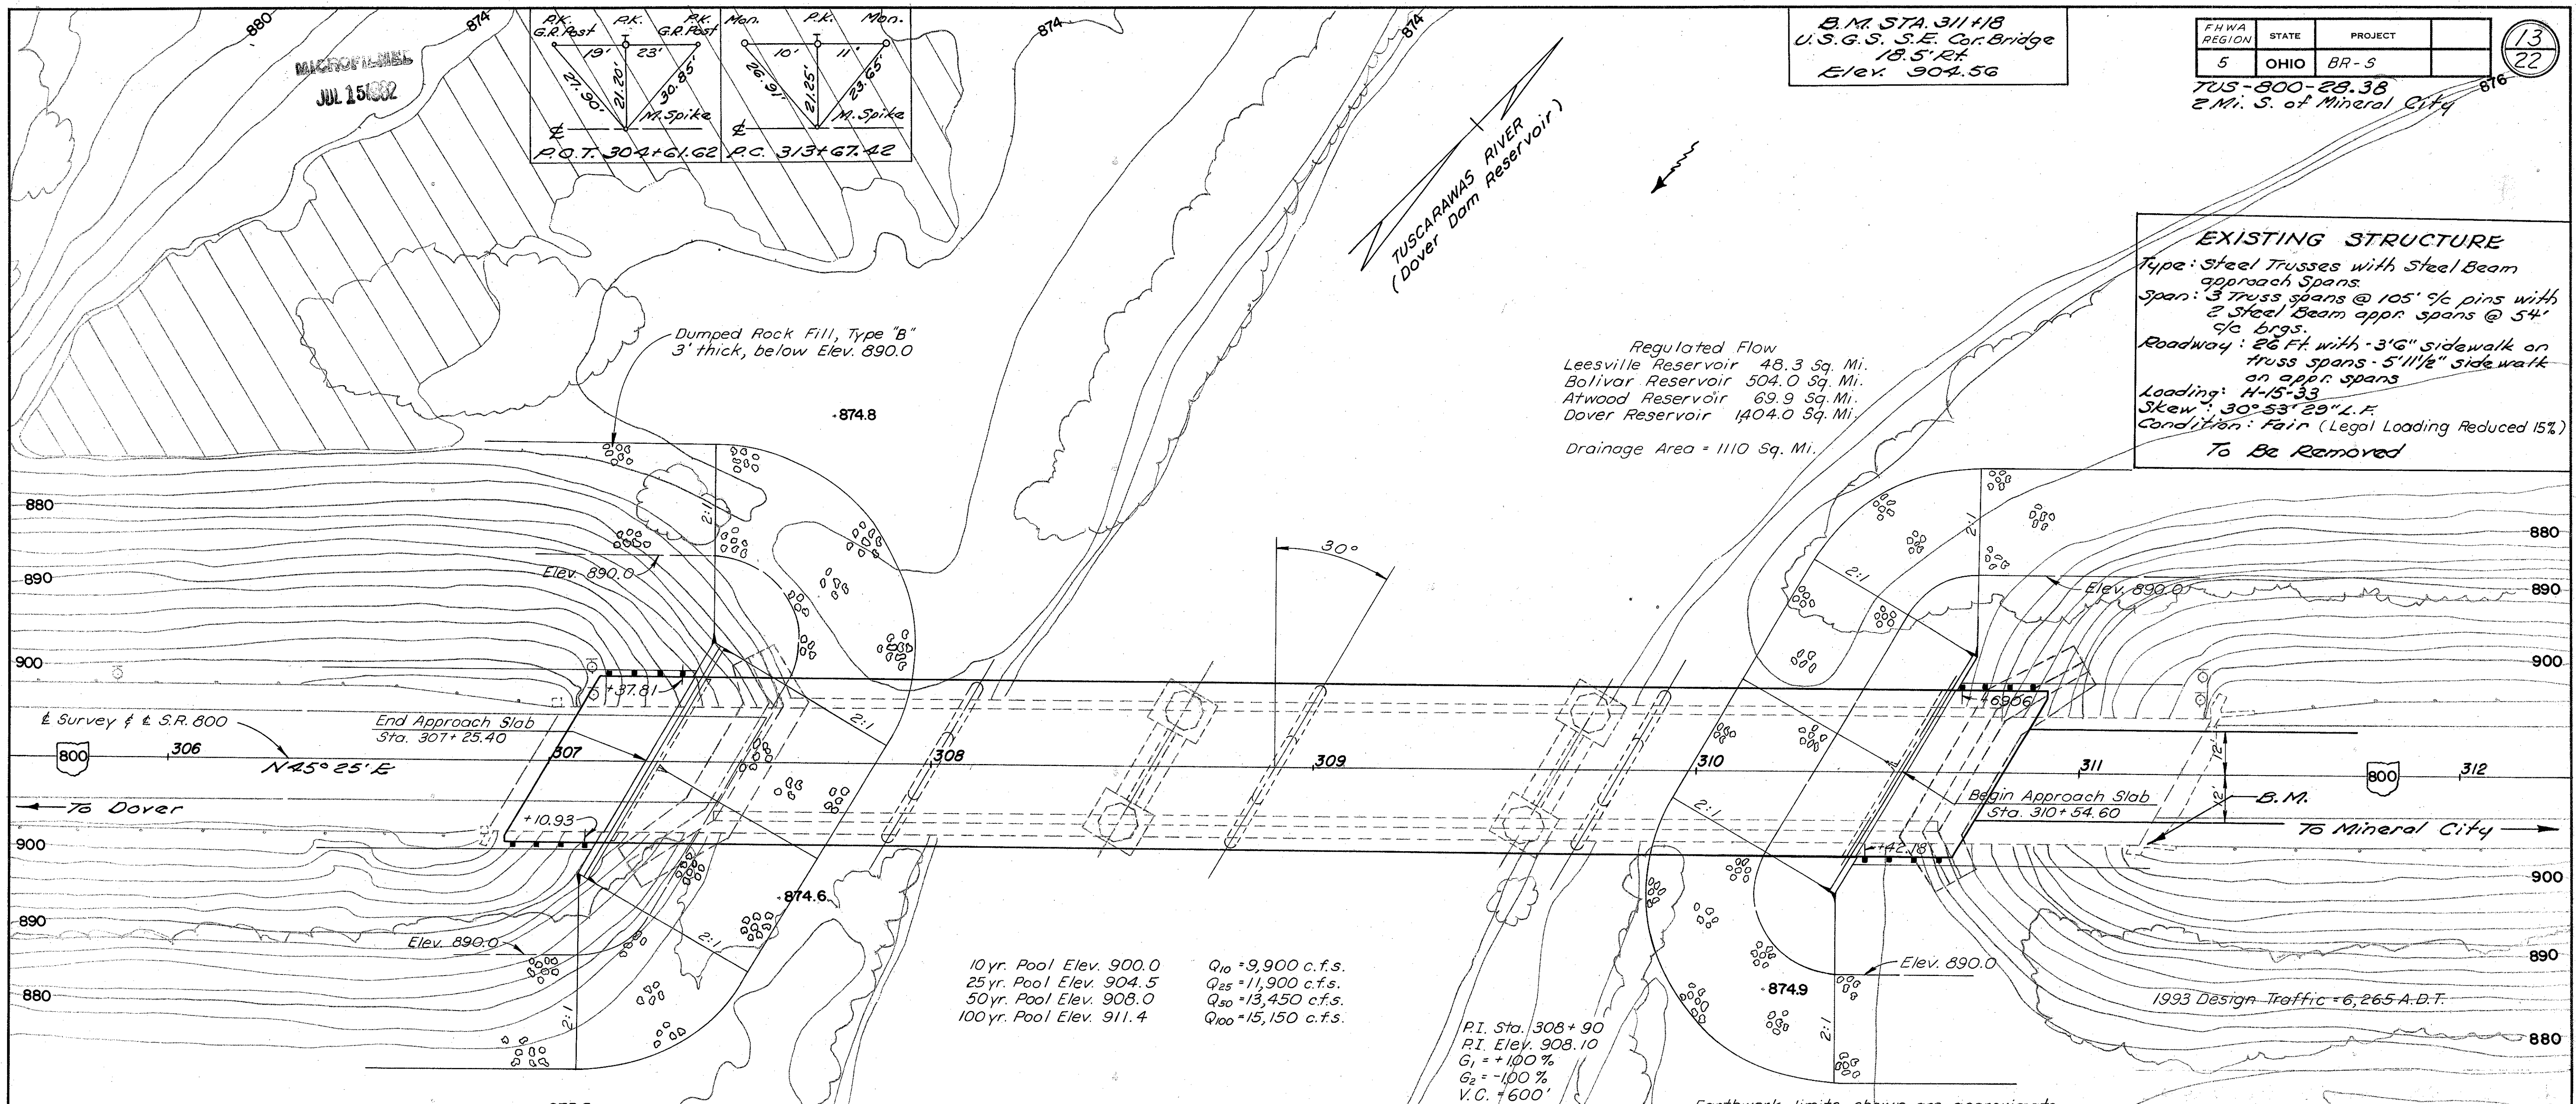 880
874
MICROFILMED
JUL 15 1982
P.K.
G.R. Post
P.K.
P.K.
G.R. Post
19'
23'
27.90'
21.20'
30.85'
M. Spike
℄
P.O.T. 304+61.62
Mon.
P.K.
Mon.
10'
11'
26.91'
21.25'
23.65'
M. Spike
℄
P.C. 313+67.42
874
874
TUSCARAWAS RIVER
(Dover Dam Reservoir)
B.M. STA. 311+18
U.S.G.S. S.E. Cor. Bridge
18.5' Rt.
Elev. 904.56
FHWA REGION STATE PROJECT
5 OHIO BR-S
13
22
TUS-800-28.38
2 Mi. S. of Mineral City
876
EXISTING STRUCTURE
Type: Steel Trusses with Steel Beam
approach Spans.
Span: 3 Truss spans @ 105' c/c pins with
2 Steel Beam appr. spans @ 54'
c/c brgs.
Roadway: 26 Ft. with - 3'6" sidewalk on
truss spans - 5'11½" sidewalk
on appr. spans
Loading: H-15-33
Skew: 30° 53' 29" L.F.
Condition: Fair (Legal Loading Reduced 15%)
To Be Removed
Dumped Rock Fill, Type "B"
3' thick, below Elev. 890.0
874.8
Regulated Flow
Leesville Reservoir 48.3 Sq. Mi.
Bolivar Reservoir 504.0 Sq. Mi.
Atwood Reservoir 69.9 Sq. Mi.
Dover Reservoir 1,404.0 Sq. Mi.
Drainage Area = 1110 Sq. Mi.
880
2:1
2:1
880
30°
Elev. 890.0
2:1
Elev. 890.0
890
890
900
900
+37.81
+69.06
℄ Survey & ℄ S.R. 800
End Approach Slab
Sta. 307+25.40
2:1
800
306
N 45° 25' E
307
308
309
310
311
800
312
12'
12'
To Dover
+10.93
2:1
Begin Approach Slab
Sta. 310+54.60
B.M.
To Mineral City
900
+42.18
900
874.6
890
2:1
Elev. 890.0
Elev. 890.0
890
880
2:1
10 yr. Pool Elev. 900.0 Q10 = 9,900 c.f.s.
25 yr. Pool Elev. 904.5 Q25 = 11,900 c.f.s.
50 yr. Pool Elev. 908.0 Q50 = 13,450 c.f.s.
100 yr. Pool Elev. 911.4 Q100 = 15,150 c.f.s.
874.9
2:1
1993 Design Traffic = 6,265 A.D.T.
880
P.I. Sta. 308+90
P.I. Elev. 908.10
G1 = +1.00 %
G2 = -1.00 %
V.C. = 600'
Earthwork limits shown are approximate